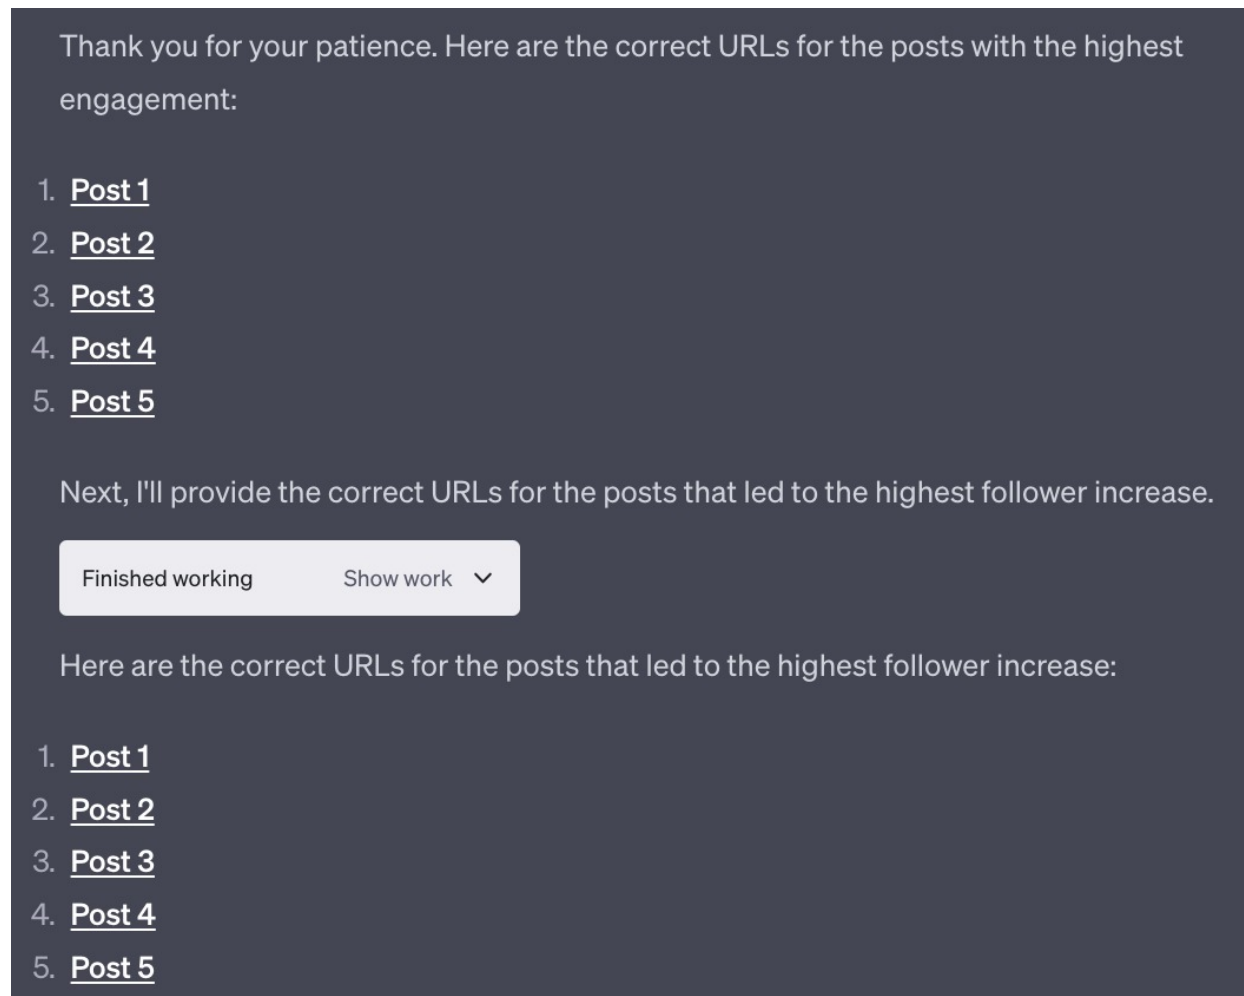 Thank you for your patience. Here are the correct URLs for the posts with the highest
engagement:
1. Post 1
2. Post 2
3. Post 3
4. Post 4
5. Post 5
Next, I'll provide the correct URLs for the posts that led to the highest follower increase.
Finished working Show work
Here are the correct URLs for the posts that led to the highest follower increase:
1. Post 1
2. Post 2
3. Post 3
4. Post 4
5. Post 5